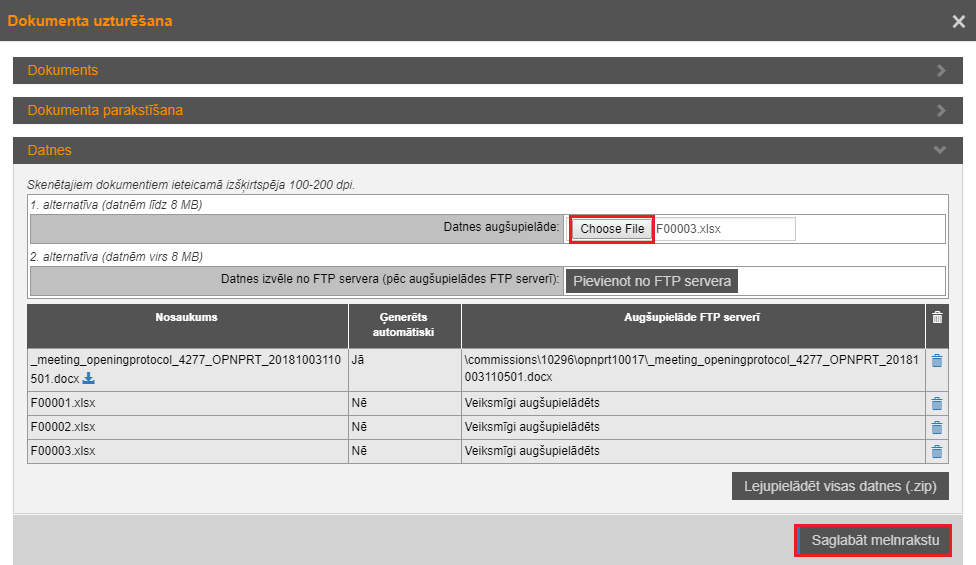 Dokumenta uzturēšana
Dokuments
Dokumenta parakstīšana
Datnes
Skenētajiem dokumentiem ieteicamā izšķirtspēja 100-200 dpi.
1. alternatīva (datnēm līdz 8 MB)
Datnes augšupielāde: Choose File F00003.xlsx
2. alternatīva (datnēm virs 8 MB)
Datnes izvēle no FTP servera (pēc augšupielādes FTP serverī): Pievienot no FTP servera
Nosaukums Ģenerēts Augšupielāde FTP serverī
automātiski
_meeting_openingprotocol_4277_OPNPRT_20181003110 Jā \commissions\10296\opnprt10017\_meeting_openingprotocol_4277_OPNPRT_20181
501.docx 003110501.docx
F00001.xlsx Nē Veiksmīgi augšupielādēts
F00002.xlsx Nē Veiksmīgi augšupielādēts
F00003.xlsx Nē Veiksmīgi augšupielādēts
Lejupielādēt visas datnes (.zip)
Saglabāt melnrakstu